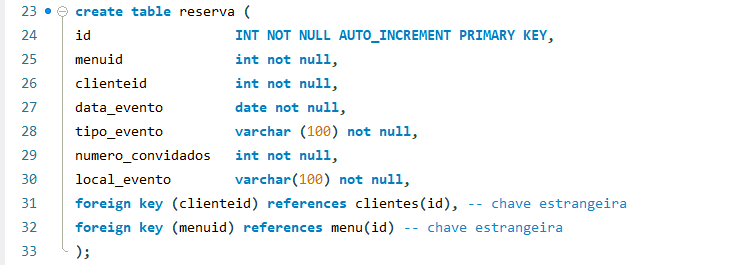 23 create table reserva (
24 id INT NOT NULL AUTO_INCREMENT PRIMARY KEY,
25 menuid int not null,
26 clienteid int not null,
27 data_evento date not null,
28 tipo_evento varchar (100) not null,
29 numero_convidados int not null,
30 local_evento varchar(100) not null,
31 foreign key (clienteid) references clientes(id), -- chave estrangeira
32 foreign key (menuid) references menu(id) -- chave estrangeira
33 );